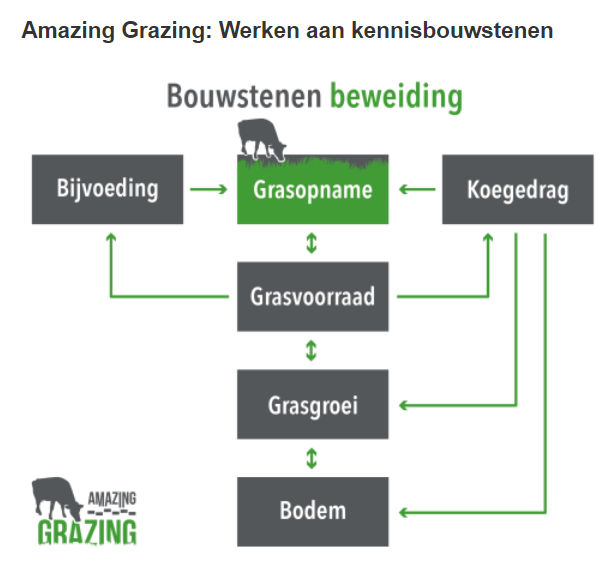 Amazing Grazing: Werken aan kennisbouwstenen
Bouwstenen beweiding
Bijvoeding
Grasopname
Koegedrag
Grasvoorraad
Grasgroei
Bodem
AMAZING
GRAZING